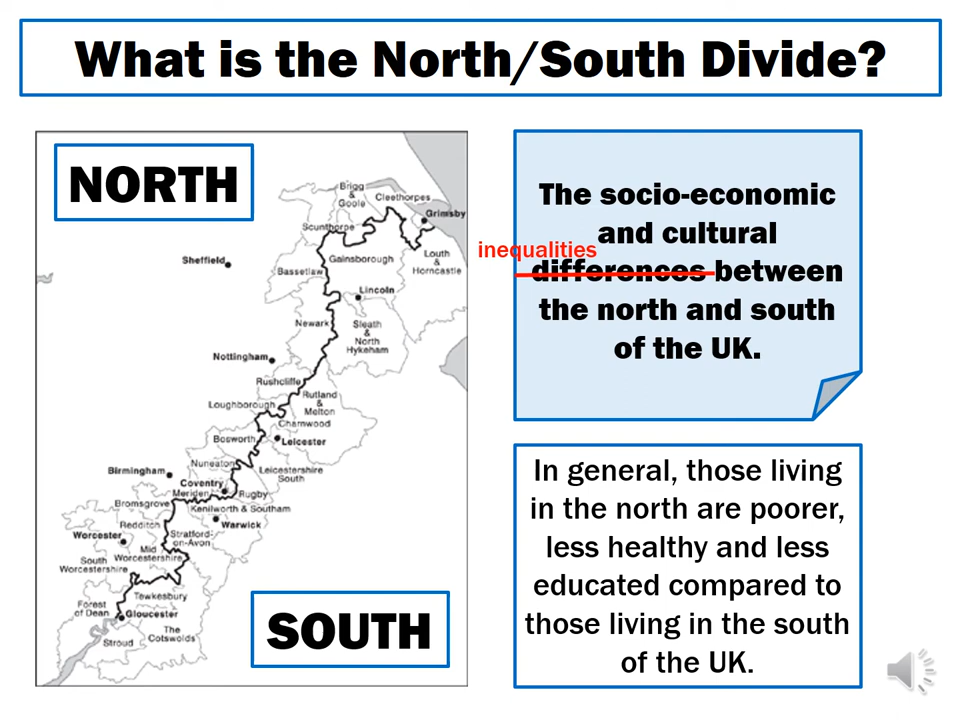 What is the North/South Divide?
NORTH
Brigg
&
Goole
Cleethorpes
Grimsby
Scunthorpe
Gainsborough
Louth
&
Horncastle
Sheffield
Bassetlaw
Lincoln
Newark
Sleath
& North
Hykeham
Nottingham
Rushcliffe
Rutland
&
Melton
Loughborough
Charnwood
Bosworth
Leicester
Nuneaton
Leicestershire
South
Birmingham
Coventry
Meriden
Rugby
Bromsgrove
Kenilworth & Southam
Redditch
Warwick
Worcester
Stratford-
on-Avon
Mid
Worcestershire
South
Worcestershire
Tewkesbury
Forest
of Dean
Gloucester
The
Cotswolds
Stroud
SOUTH
The socio-economic
and cultural
inequalities
differences between
the north and south
of the UK.
In general, those living
in the north are poorer,
less healthy and less
educated compared to
those living in the south
of the UK.